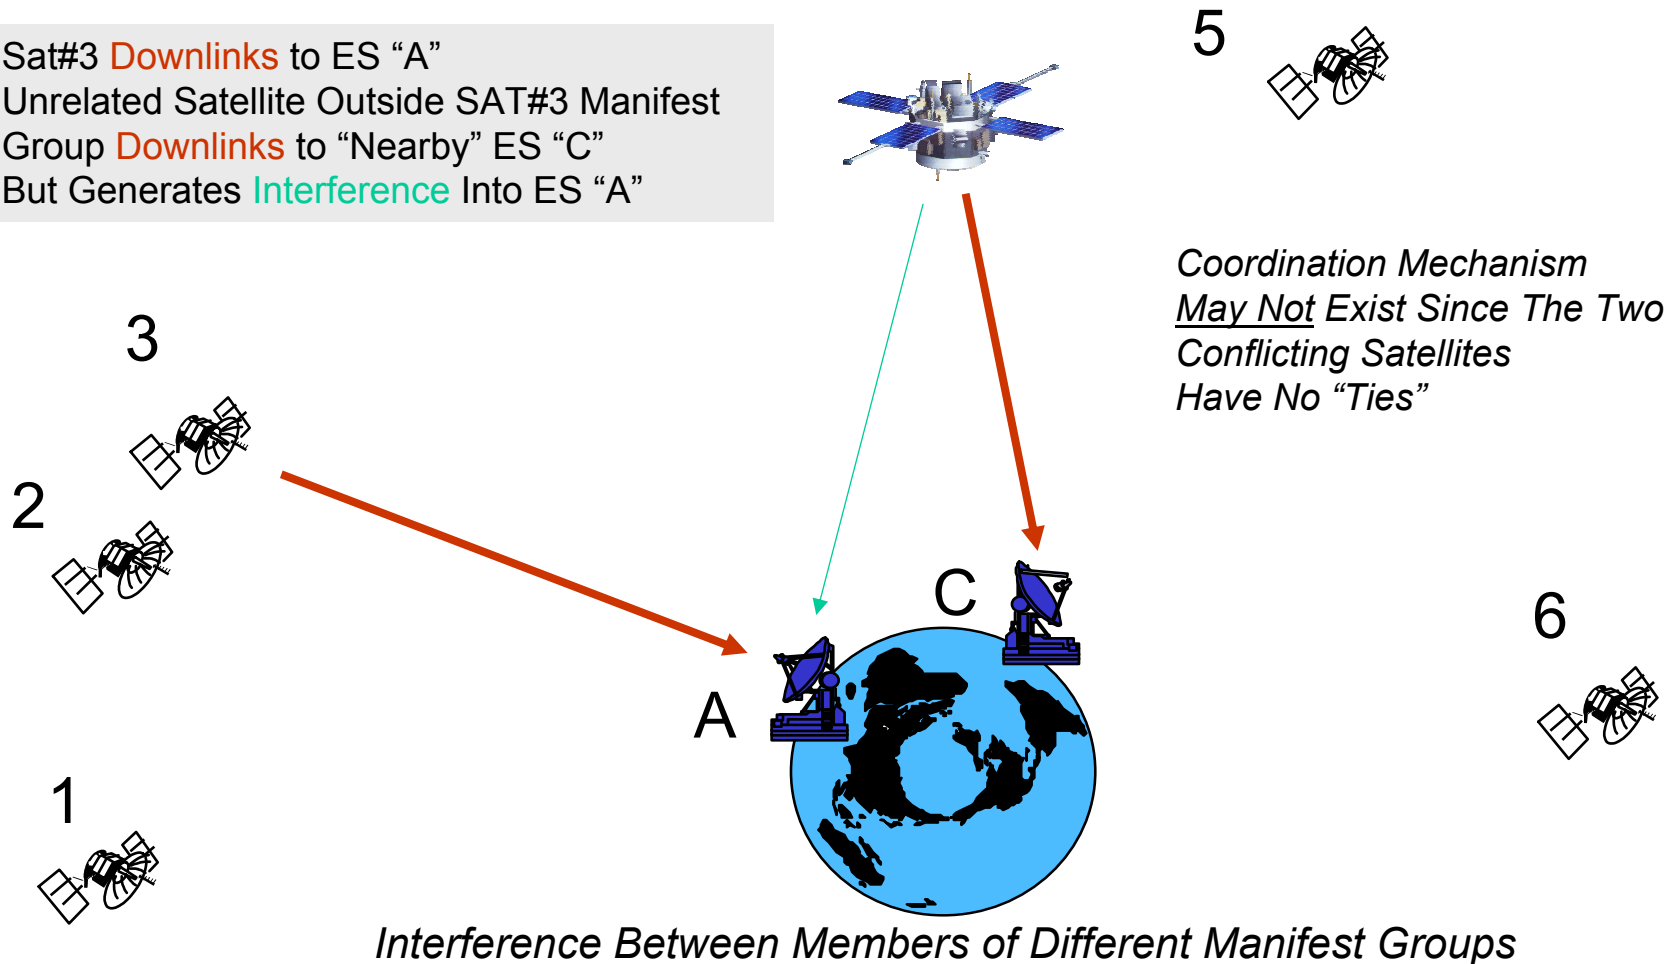 Sat#3 Downlinks to ES “A”
Unrelated Satellite Outside SAT#3 Manifest
Group Downlinks to “Nearby” ES “C”
But Generates Interference Into ES “A”
5
Coordination Mechanism
May Not Exist Since The Two
Conflicting Satellites
Have No “Ties”
3
2
C
6
A
1
Interference Between Members of Different Manifest Groups